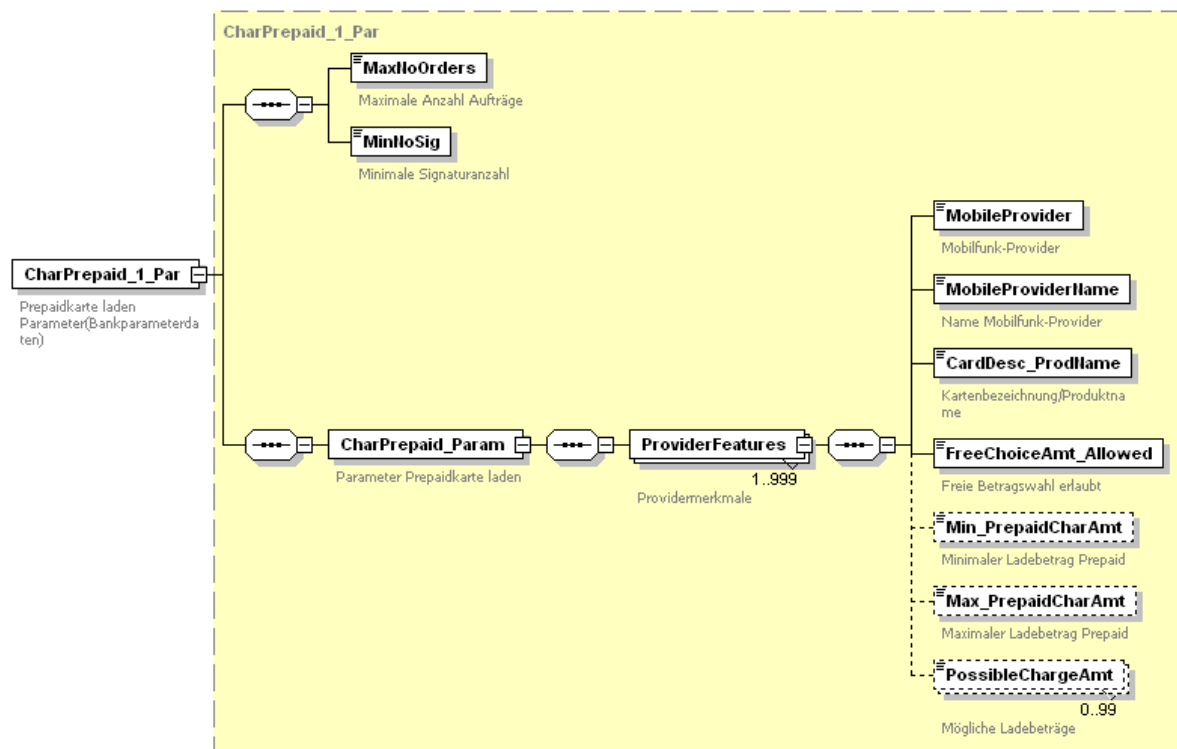 CharPrepaid_1_Par
MaxNoOrders
Maximale Anzahl Aufträge
MinNoSig
Minimale Signaturanzahl
CharPrepaid_1_Par
Prepaidkarte laden
Parameter(Bankparameterda
ten)
CharPrepaid_Param
Parameter Prepaidkarte laden
ProviderFeatures
1..999
Providermerkmale
MobileProvider
Mobilfunk-Provider
MobileProviderName
Name Mobilfunk-Provider
CardDesc_ProdName
Kartenbezeichnung/Produktna
me
FreeChoiceAmt_Allowed
Freie Betragswahl erlaubt
Min_PrepaidCharAmt
Minimaler Ladebetrag Prepaid
Max_PrepaidCharAmt
Maximaler Ladebetrag Prepaid
PossibleChargeAmt
0..99
Mögliche Ladebeträge